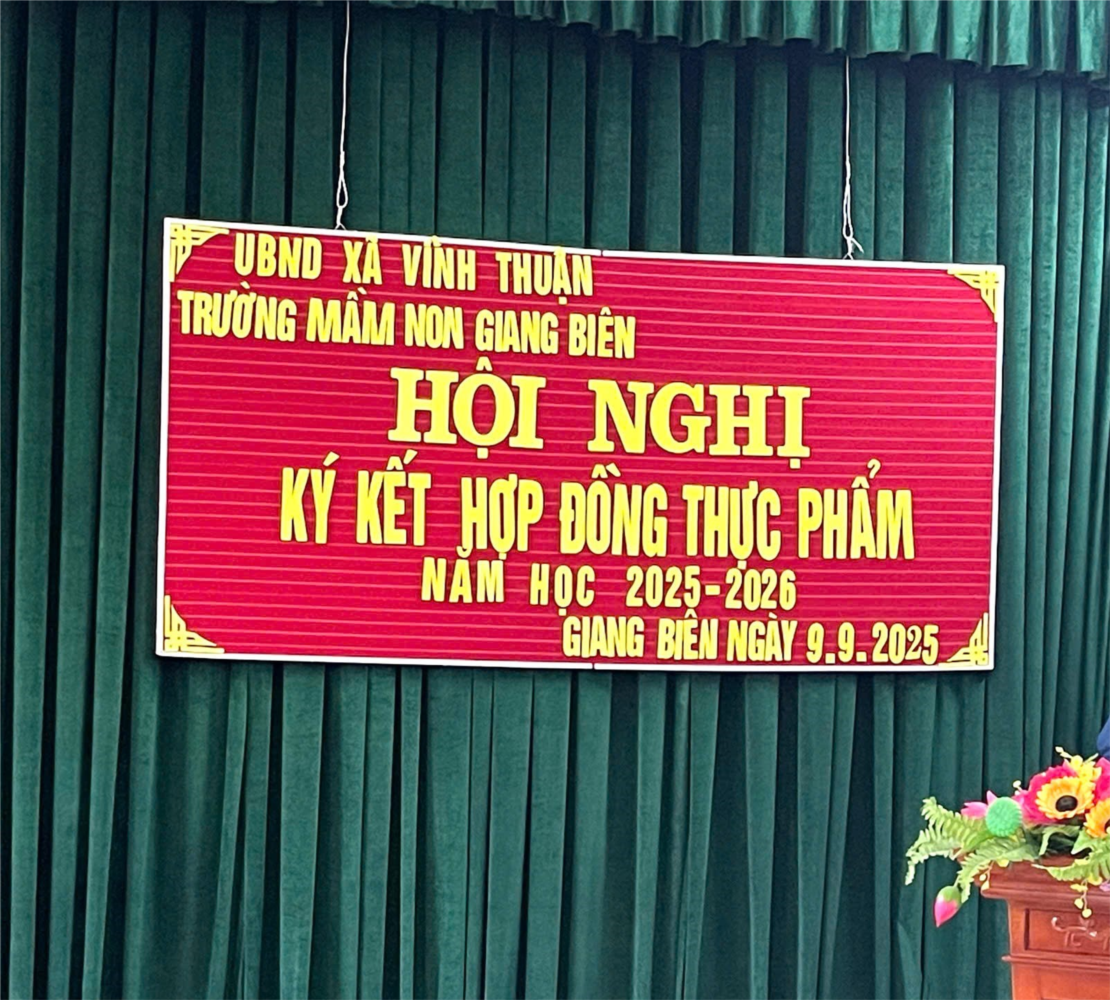 UBND XÃ VĨNH THUẬN
TRƯỜNG MẦM NON GIANG BIÊN
HỘI NGHỊ
KÝ KẾT HỢP ĐỒNG THỰC PHẨM
NĂM HỌC 2025-2026
GIANG BIÊN NGÀY 9.9.2025